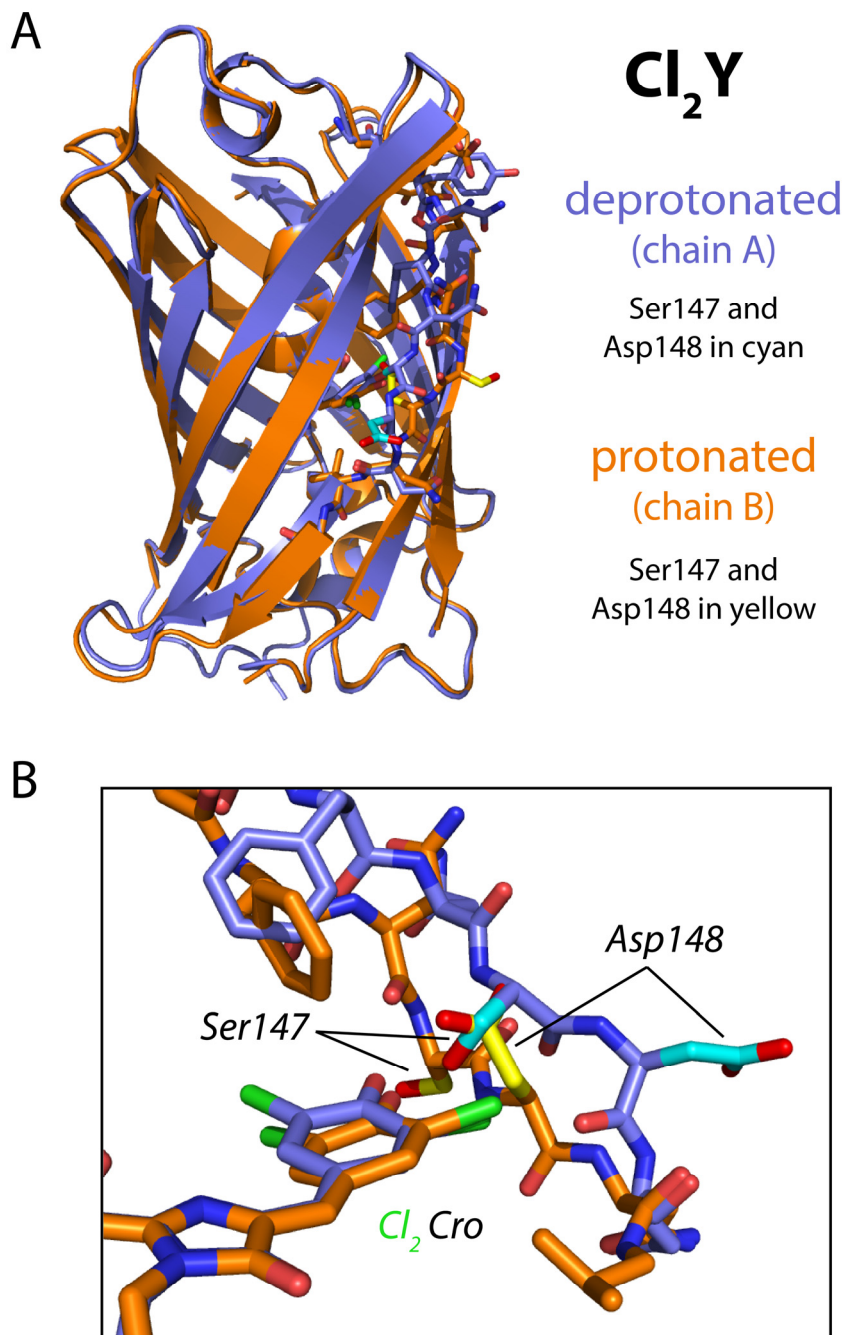 A
Cl₂Y
deprotonated
(chain A)
Ser147 and
Asp148 in cyan
protonated
(chain B)
Ser147 and
Asp148 in yellow
B
Asp148
Ser147
Cl₂ Cro